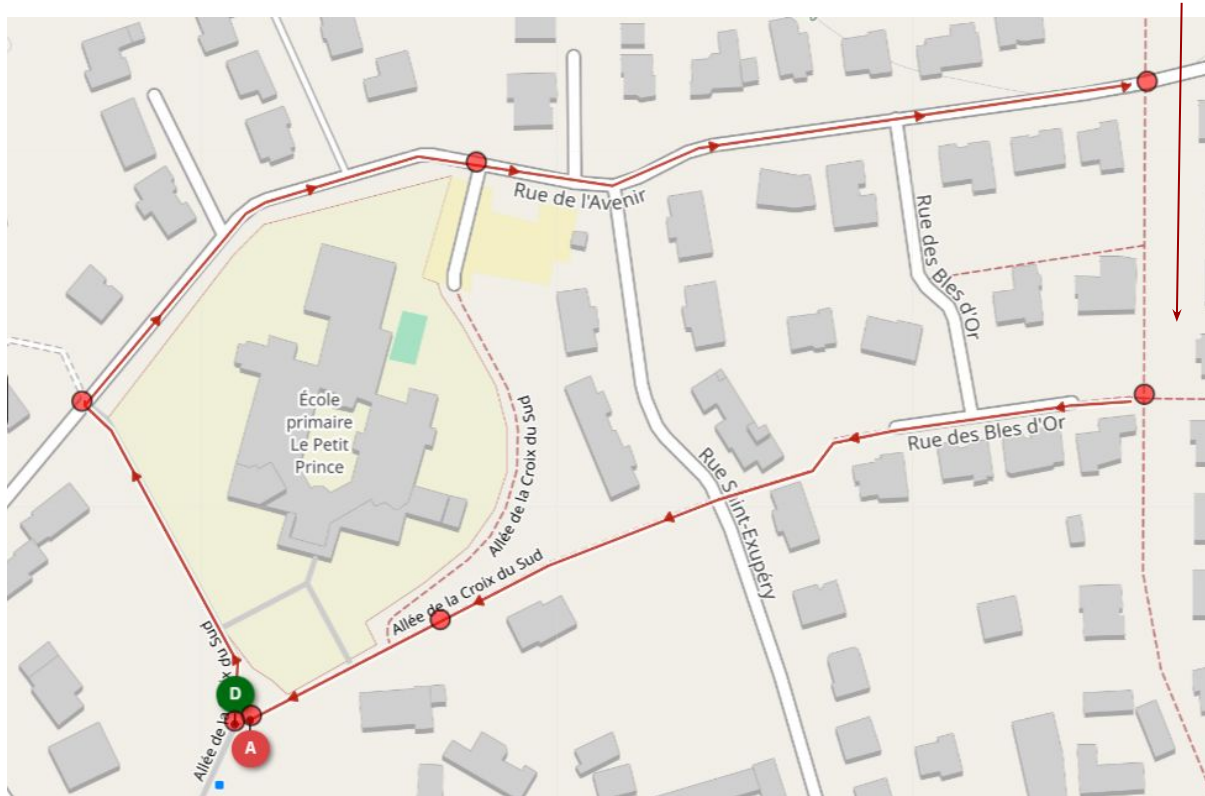 Rue de l'Avenir
Rue des Bles d'Or
École
primaire
Le Petit
Prince
Allée de la Croix du Sud
Rue des Bles d'Or
Rue Saint-Exupéry
Allée de la Croix du Sud
x du Sud
D
Allée de la
A